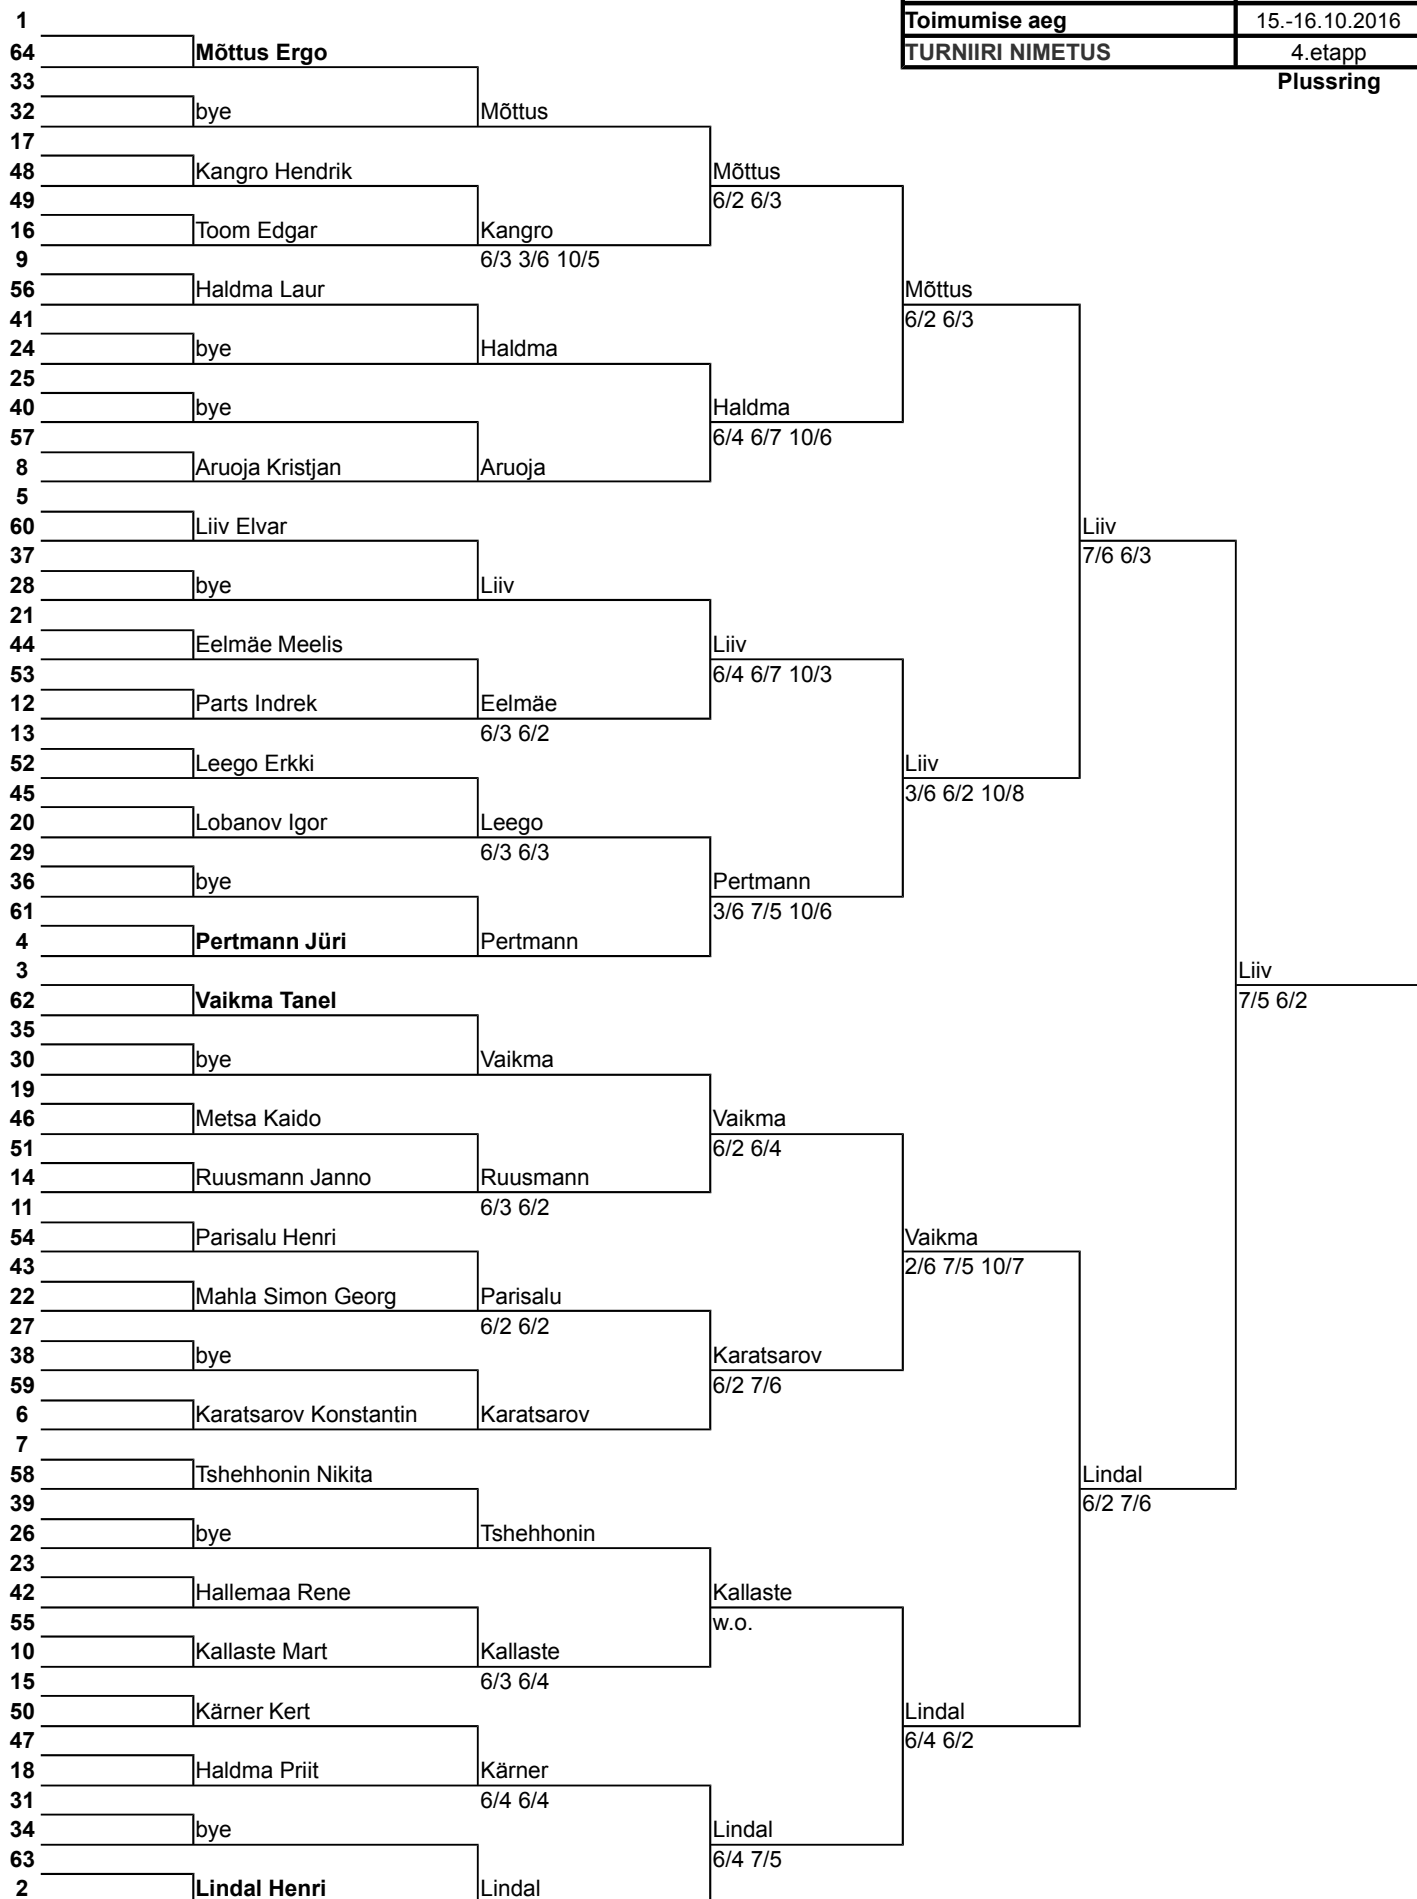 1
Toimumise aeg 15.-16.10.2016
64 Mõttus Ergo TURNIIRI NIMETUS 4.etapp
33 Plussring
32 bye Mõttus
17
48 Kangro Hendrik Mõttus
49 6/2 6/3
16 Toom Edgar Kangro
9 6/3 3/6 10/5
56 Haldma Laur Mõttus
41 6/2 6/3
24 bye Haldma
25
40 bye Haldma
57 6/4 6/7 10/6
8 Aruoja Kristjan Aruoja
5
60 Liiv Elvar Liiv
37 7/6 6/3
28 bye Liiv
21
44 Eelmäe Meelis Liiv
53 6/4 6/7 10/3
12 Parts Indrek Eelmäe
13 6/3 6/2
52 Leego Erkki Liiv
45 3/6 6/2 10/8
20 Lobanov Igor Leego
29 6/3 6/3
36 bye Pertmann
61 3/6 7/5 10/6
4 Pertmann Jüri Pertmann
3 Liiv
62 Vaikma Tanel 7/5 6/2
35
30 bye Vaikma
19
46 Metsa Kaido Vaikma
51 6/2 6/4
14 Ruusmann Janno Ruusmann
11 6/3 6/2
54 Parisalu Henri Vaikma
43 2/6 7/5 10/7
22 Mahla Simon Georg Parisalu
27 6/2 6/2
38 bye Karatsarov
59 6/2 7/6
6 Karatsarov Konstantin Karatsarov
7
58 Tshehhonin Nikita Lindal
39 6/2 7/6
26 bye Tshehhonin
23
42 Hallemaa Rene Kallaste
55 w.o.
10 Kallaste Mart Kallaste
15 6/3 6/4
50 Kärner Kert Lindal
47 6/4 6/2
18 Haldma Priit Kärner
31 6/4 6/4
34 bye Lindal
63 6/4 7/5
2 Lindal Henri Lindal